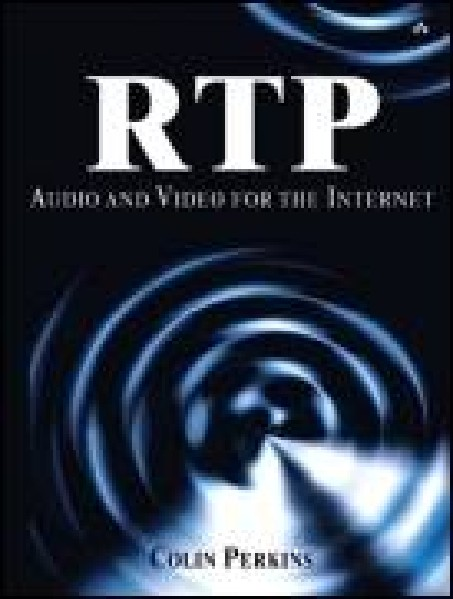 RTP
AUDIO AND VIDEO FOR THE INTERNET
COLIN PERKINS